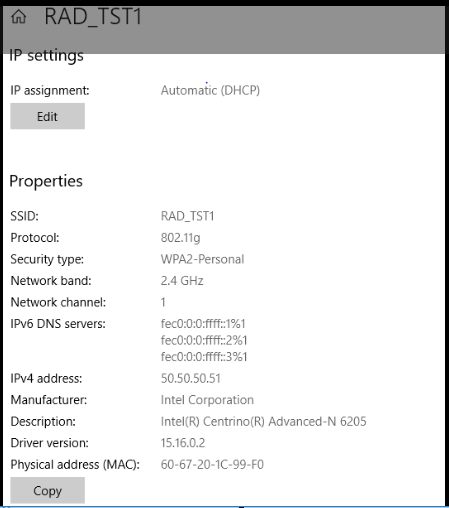 RAD_TST1
IP settings
IP assignment: Automatic (DHCP)
Edit
Properties
SSID: RAD_TST1
Protocol: 802.11g
Security type: WPA2-Personal
Network band: 2.4 GHz
Network channel: 1
IPv6 DNS servers: fec0:0:0:ffff::1%1
fec0:0:0:ffff::2%1
fec0:0:0:ffff::3%1
IPv4 address: 50.50.50.51
Manufacturer: Intel Corporation
Description: Intel(R) Centrino(R) Advanced-N 6205
Driver version: 15.16.0.2
Physical address (MAC): 60-67-20-1C-99-F0
Copy